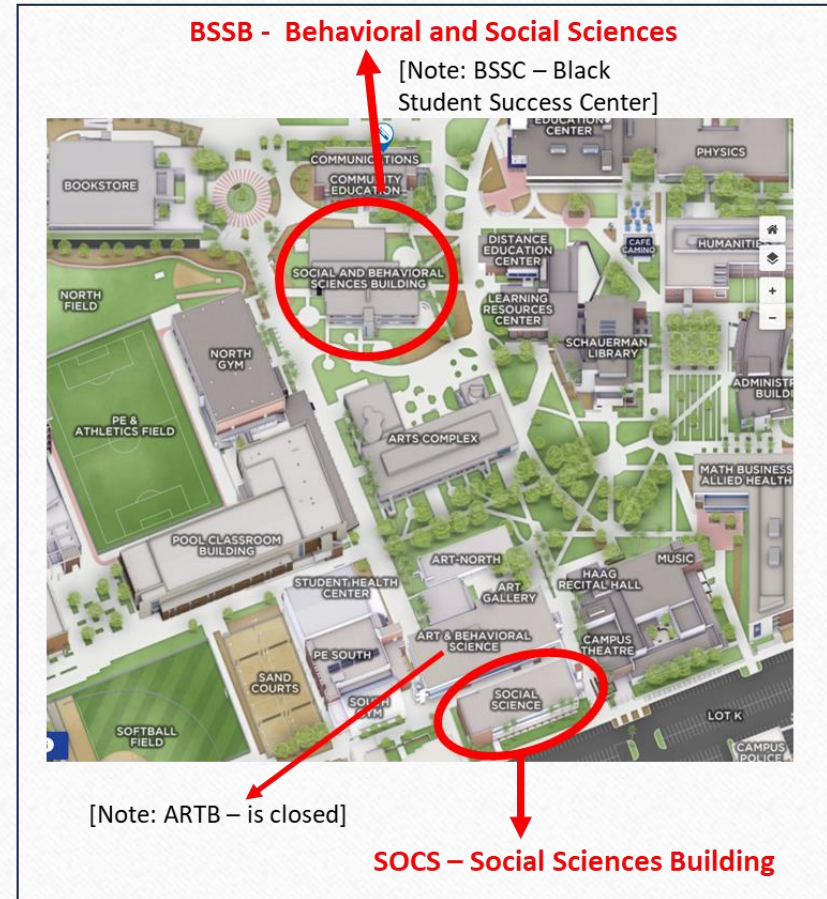 BSSB - Behavioral and Social Sciences
[Note: BSSC – Black
Student Success Center]
EDUCATION
CENTER
PHYSICS
COMMUNICATIONS
COMMUNITY
EDUCATION
BOOKSTORE
DISTANCE
EDUCATION
CENTER
CAFE
CAMINO
HUMANITIE
SOCIAL AND BEHAVIORAL
SCIENCES BUILDING
NORTH
FIELD
LEARNING
RESOURCES
CENTER
+
-
NORTH
GYM
SCHAUERMAN
LIBRARY
ADMINISTR
BUILDI
PE &
ATHLETICS FIELD
ARTS COMPLEX
MATH BUSINESS
ALLIED HEALTH
POOL CLASSROOM
BUILDING
ART-NORTH
MUSIC
STUDENT HEALTH
CENTER
ART
GALLERY
HAAG
RECITAL HALL
ART & BEHAVIORAL
SCIENCE
CAMPUS
THEATRE
PE SOUTH
SAND
COURTS
SOCIAL
SCIENCE
SOUTH
GYM
LOT K
SOFTBALL
FIELD
CAMPUS
POLICE
[Note: ARTB – is closed]
SOCS – Social Sciences Building